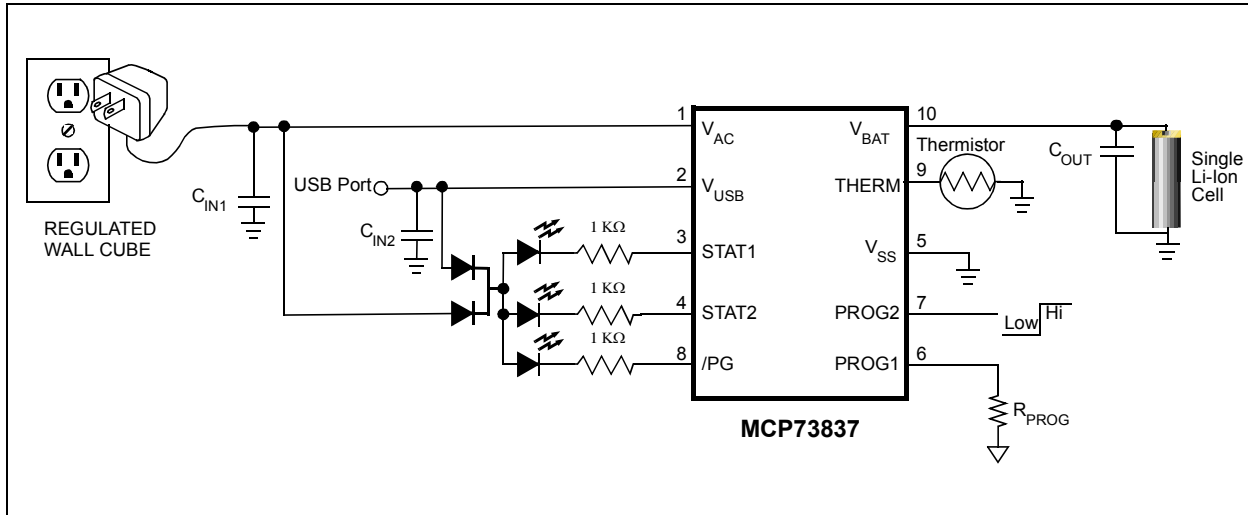 REGULATED
WALL CUBE
C_IN1
USB Port
C_IN2
1 KΩ
1 KΩ
1 KΩ
1
2
3
4
8
V_AC
V_USB
STAT1
STAT2
/PG
V_BAT
THERM
V_SS
PROG2
PROG1
10
9
5
7
6
MCP73837
Thermistor
C_OUT
Single
Li-Ion
Cell
Low
Hi
R_PROG